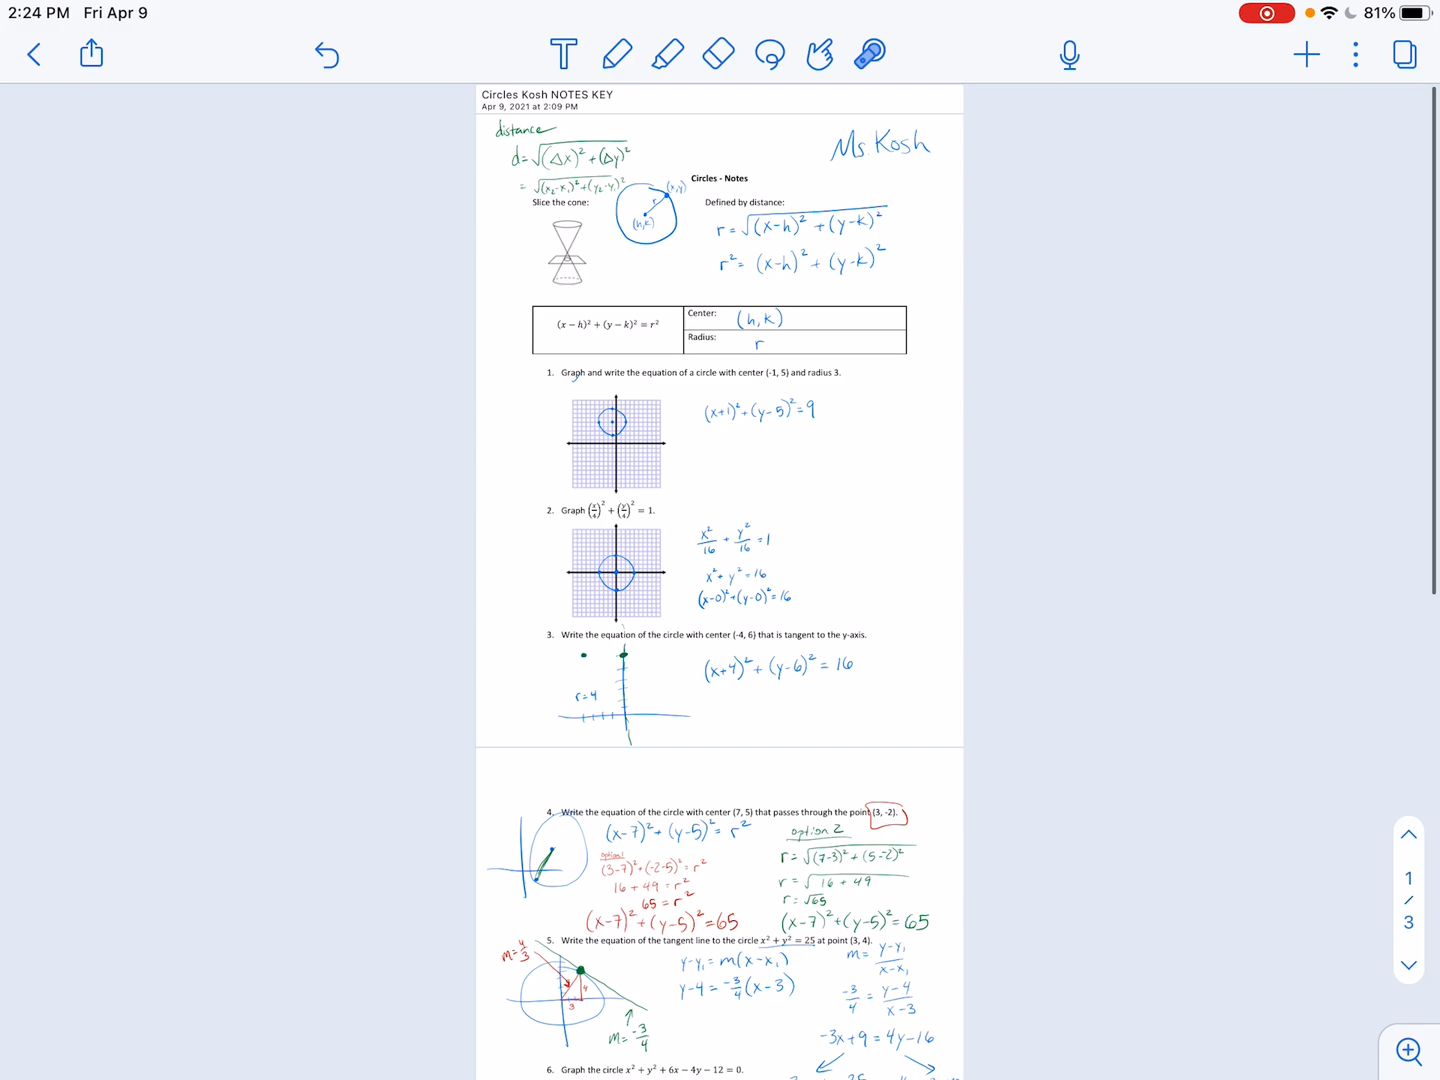 2:24 PM Fri Apr 9
81%
Circles Kosh NOTES KEY
Apr 9, 2021 at 2:09 PM
distance
d = √(Δx)² + (Δy)²
= √(x₂-x₁)² + (y₂-y₁)²
Ms. Kosh
Circles - Notes
Slice the cone:
(x,y)
r
(h,k)
Defined by distance:
r = √(x-h)² + (y-k)²
r² = (x-h)² + (y-k)²
(x − h)² + (y − k)² = r²
Center: (h,k)
Radius: r
1. Graph and write the equation of a circle with center (-1, 5) and radius 3.
(x+1)² + (y-5)² = 9
2. Graph (x/4)² + (y/4)² = 1.
x²/16 + y²/16 = 1
x² + y² = 16
(x-0)² + (y-0)² = 16
3. Write the equation of the circle with center (-4, 6) that is tangent to the y-axis.
r=4
(x+4)² + (y-6)² = 16
4. Write the equation of the circle with center (7, 5) that passes through the point (3, -2).
(x-7)² + (y-5)² = r²
option 1
(3-7)² + (-2-5)² = r²
16 + 49 = r²
65 = r²
(x-7)² + (y-5)² = 65
option 2
r = √(7-3)² + (5--2)²
r = √16 + 49
r = √65
(x-7)² + (y-5)² = 65
5. Write the equation of the tangent line to the circle x² + y² = 25 at point (3, 4).
m = 4/3
4
3
m = -3/4
y-y₁ = m(x-x₁)
y-4 = -3/4(x-3)
m = y-y₁/x-x₁
-3/4 = y-4/x-3
-3x+9 = 4y-16
6. Graph the circle x² + y² + 6x − 4y − 12 = 0.
1
/
3